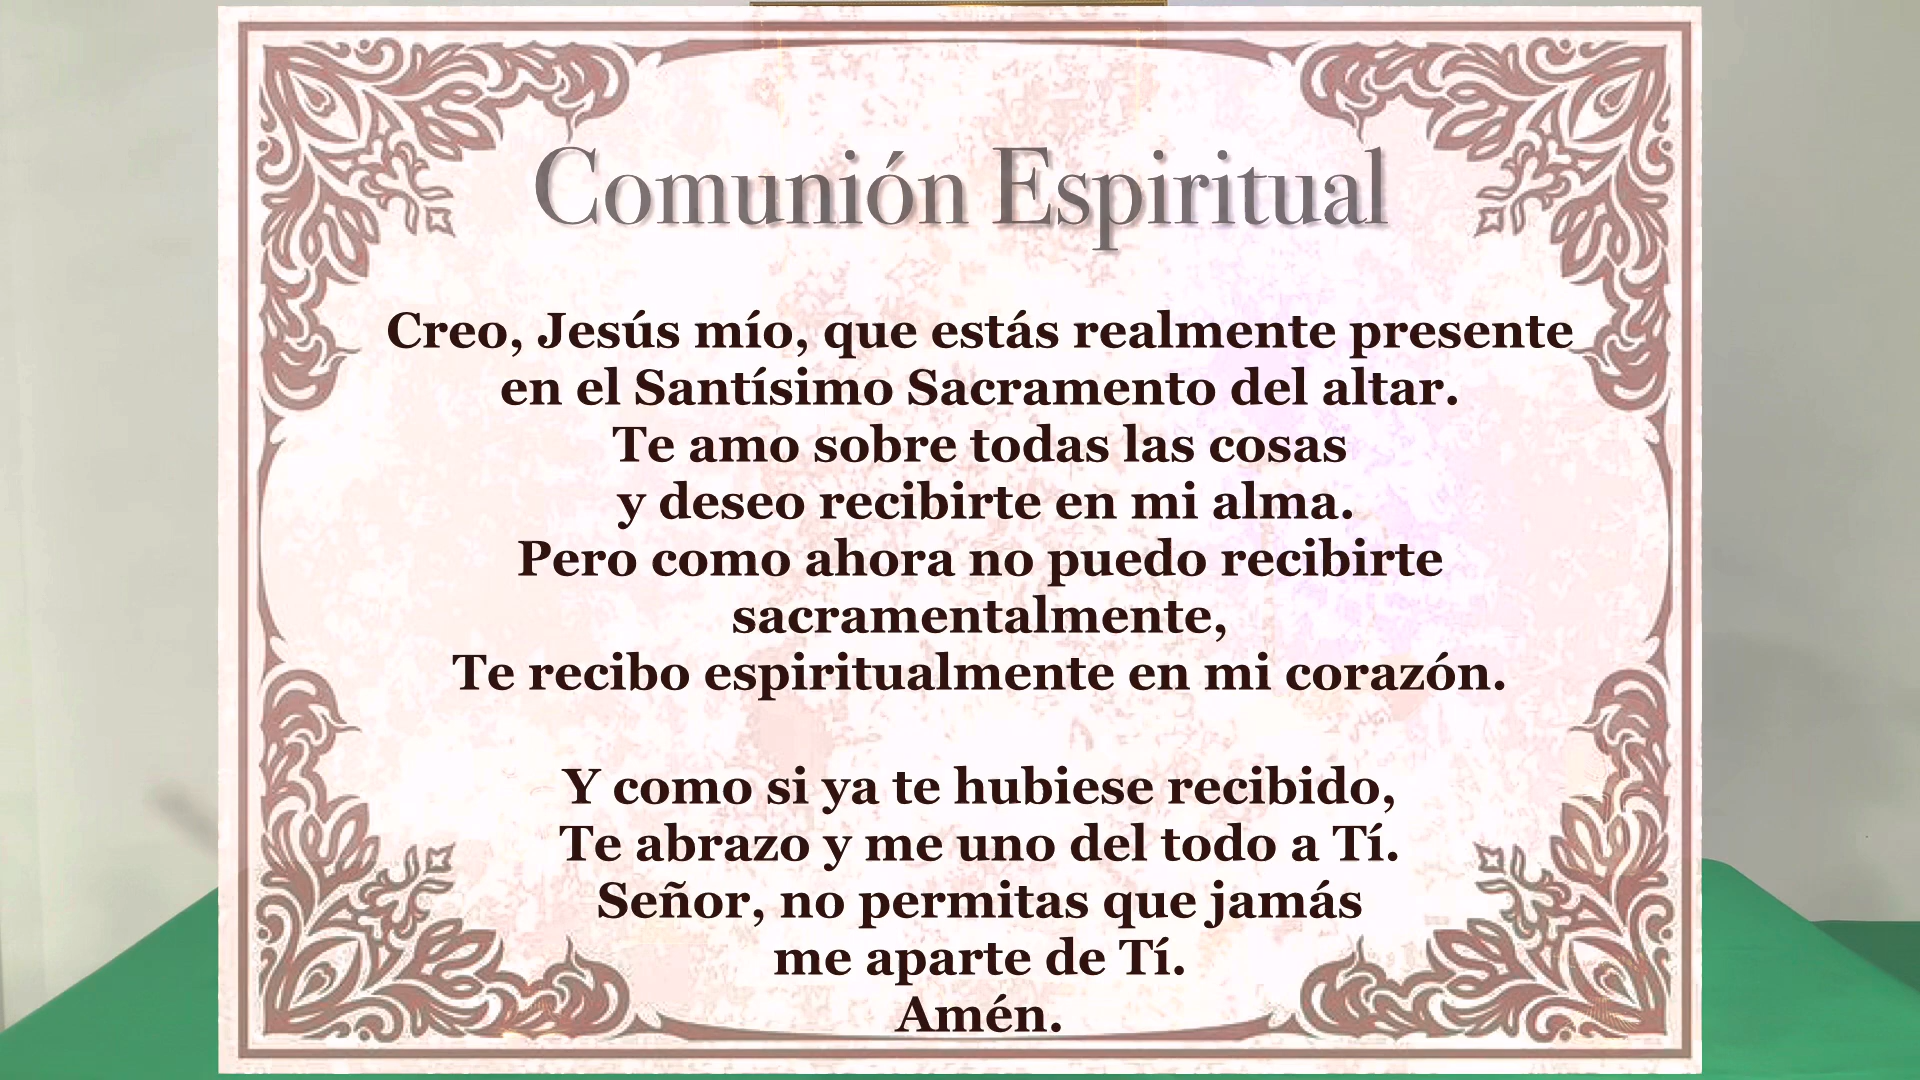 Comunión Espiritual
Creo, Jesús mío, que estás realmente presente
en el Santísimo Sacramento del altar.
Te amo sobre todas las cosas
y deseo recibirte en mi alma.
Pero como ahora no puedo recibirte
sacramentalmente,
Te recibo espiritualmente en mi corazón.
Y como si ya te hubiese recibido,
Te abrazo y me uno del todo a Tí.
Señor, no permitas que jamás
me aparte de Tí.
Amén.